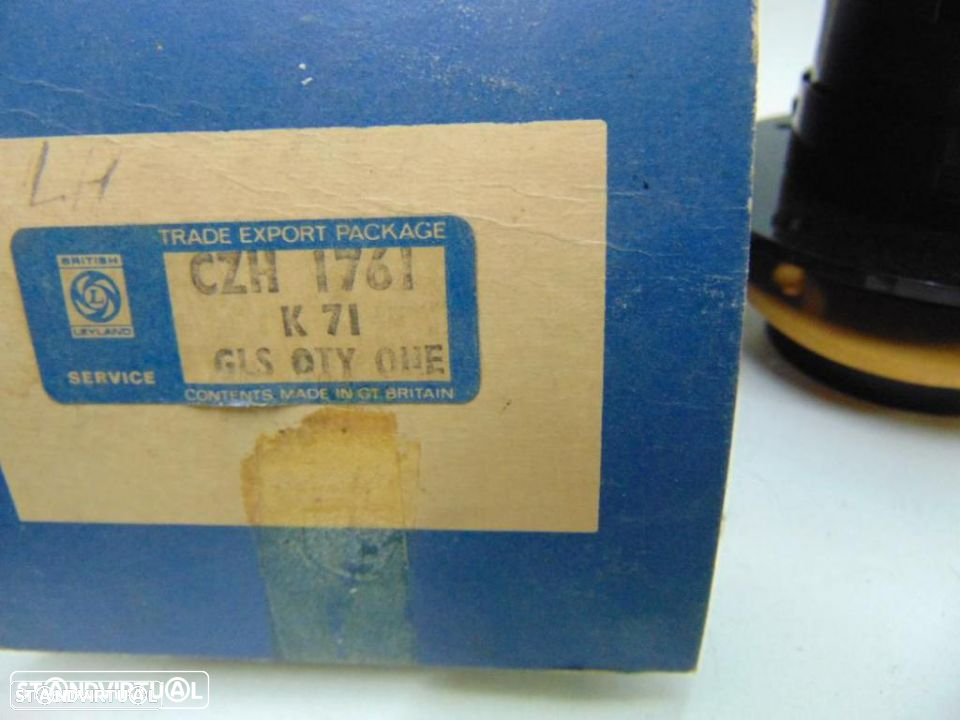 LH
TRADE EXPORT PACKAGE
BRITISH
L
LEYLAND
SERVICE
CZH 1761
K 71
GLS QTY ONE
CONTENTS MADE IN GT. BRITAIN
STANDVIRTUAL
STANDVIRTUAL